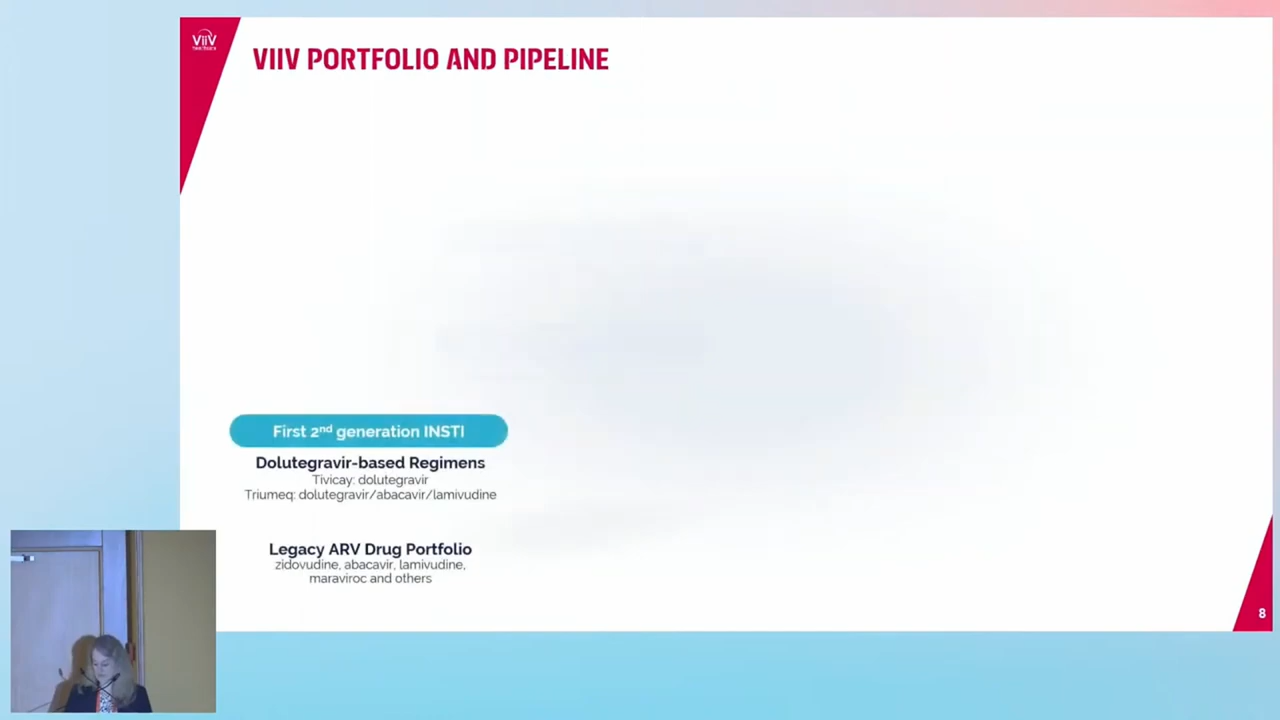 ViiV
VIIV PORTFOLIO AND PIPELINE
First 2nd generation INSTI
Dolutegravir-based Regimens
Tivicay: dolutegravir
Triumeq: dolutegravir/abacavir/lamivudine
Legacy ARV Drug Portfolio
zidovudine, abacavir, lamivudine,
maraviroc and others
8